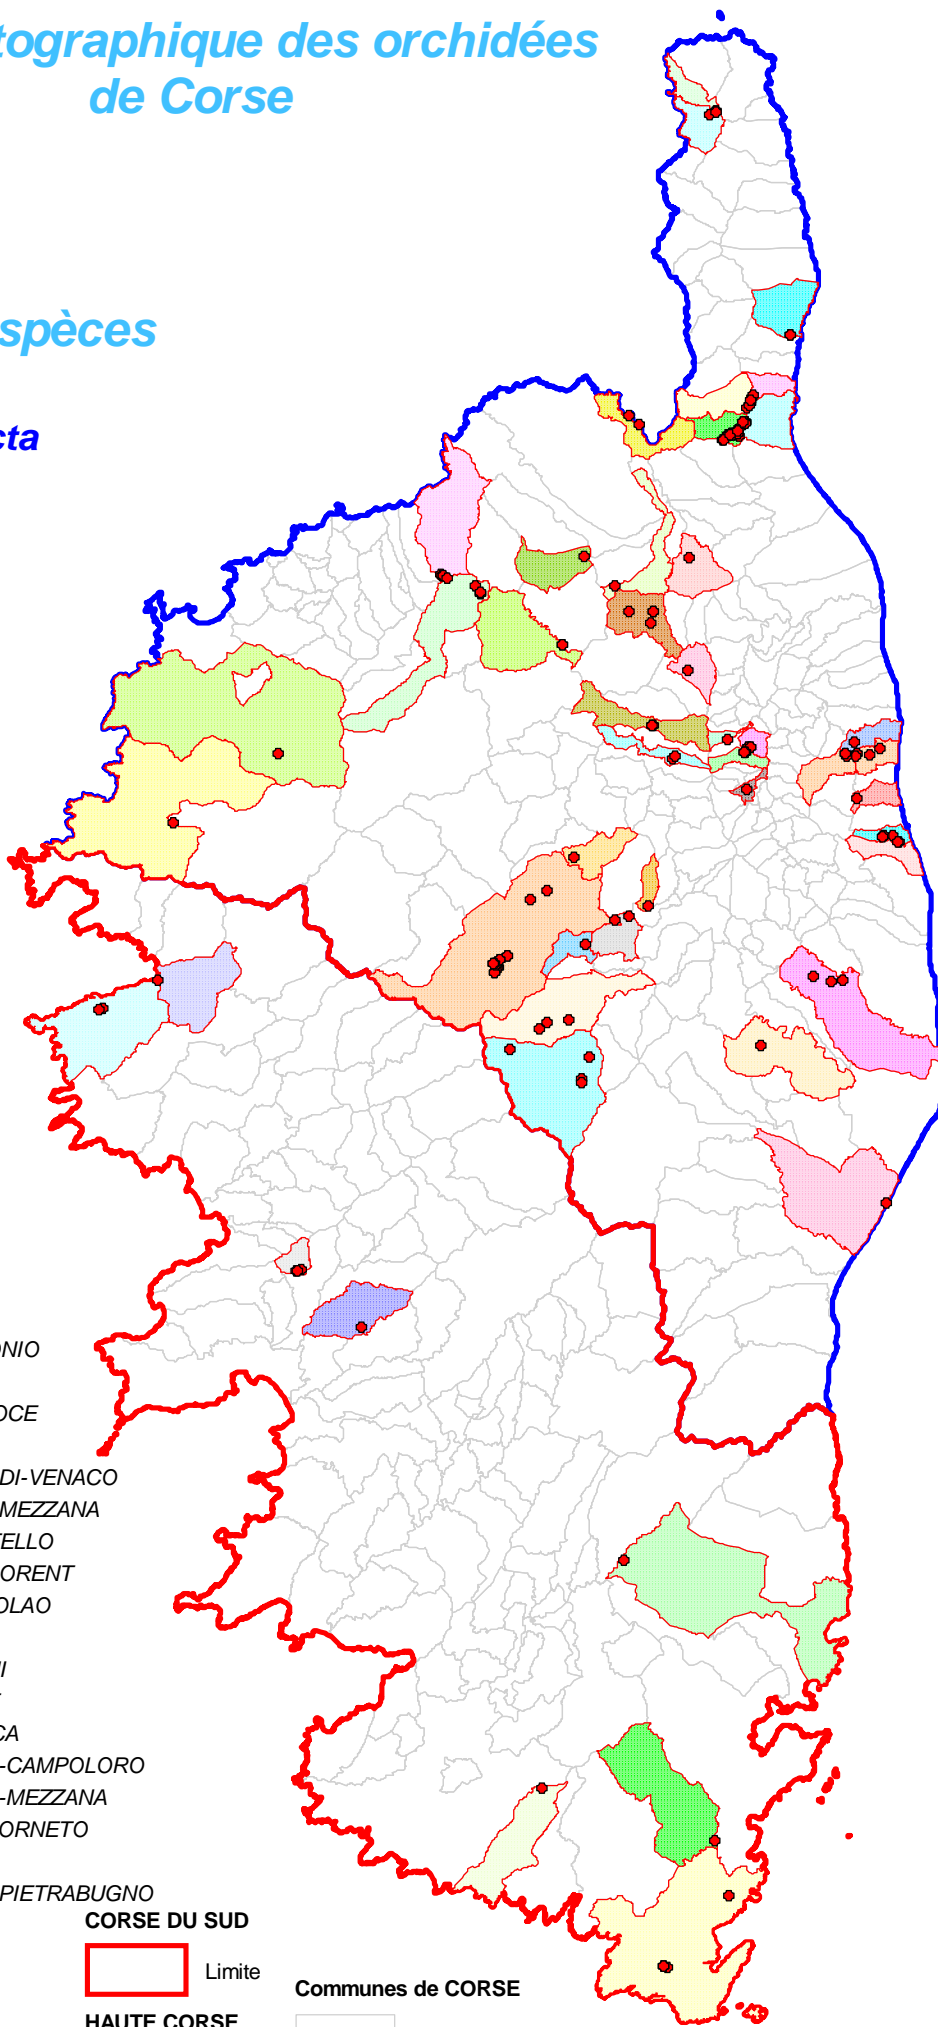 tographique des orchidées
de Corse
spèces
cta
ONIO
OCE
DI-VENACO
MEZZANA
TELLO
ORENT
OLAO
I
CA
-CAMPOLORO
-MEZZANA
ORNETO
PIETRABUGNO
CORSE DU SUD
Limite
Communes de CORSE
HAUTE CORSE